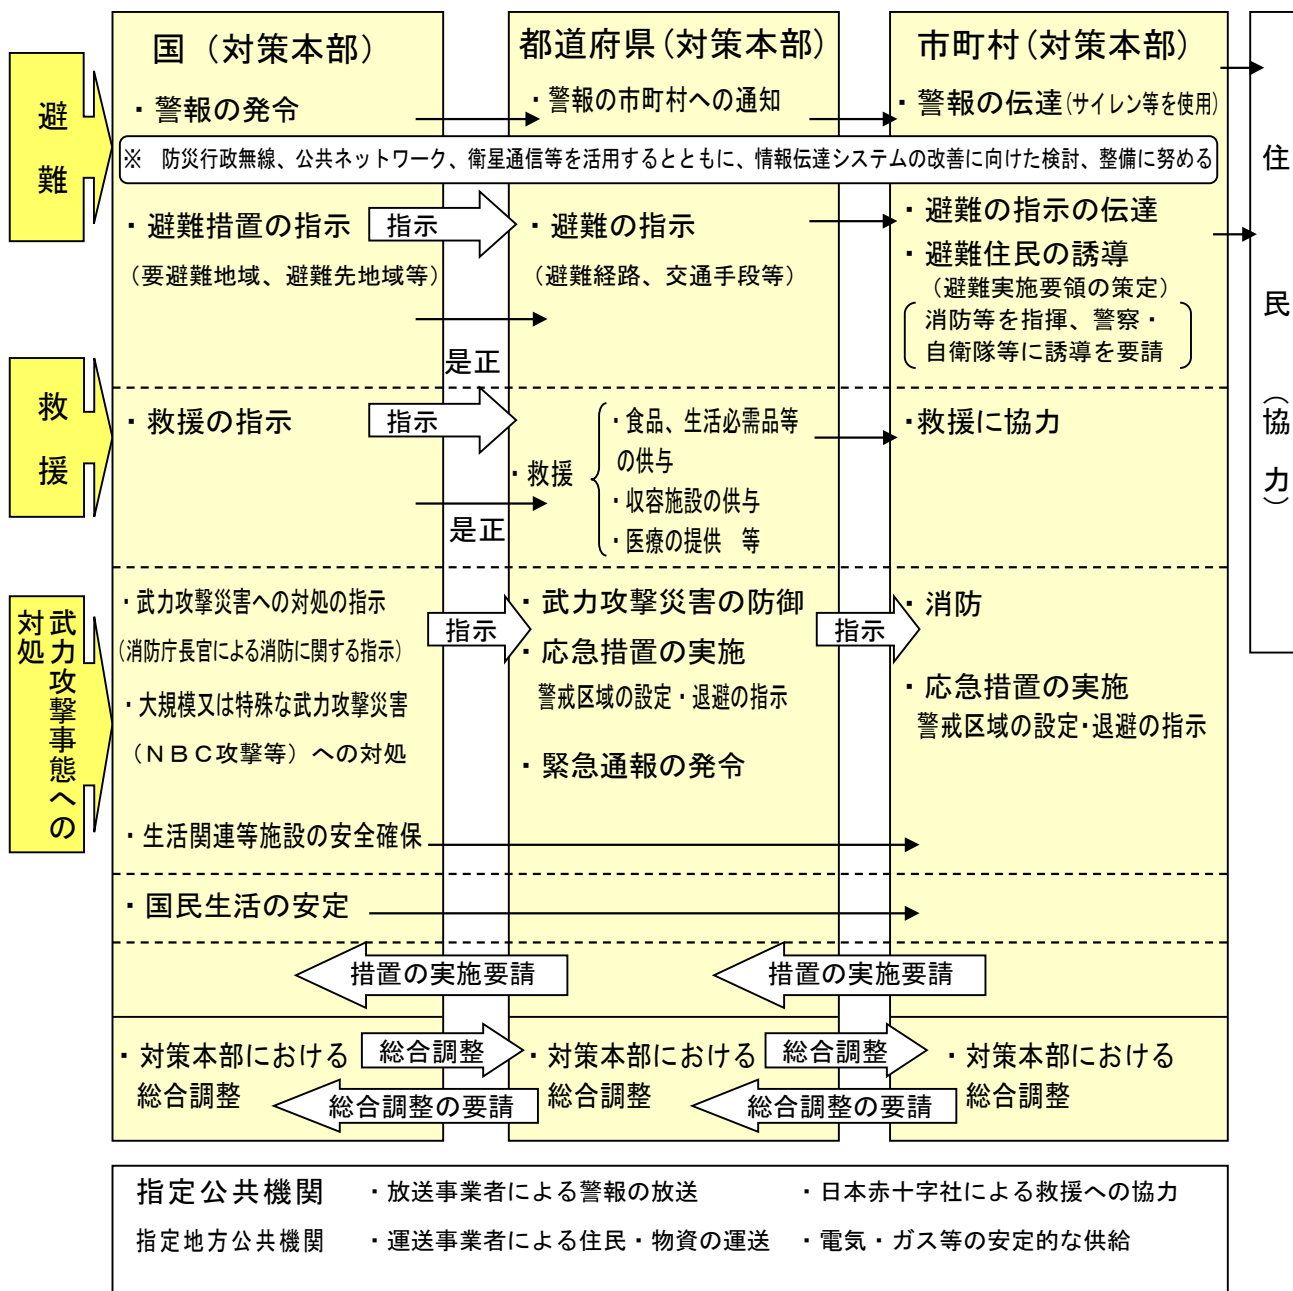 国（対策本部）
都道府県（対策本部）
市町村（対策本部）
避難
・警報の発令
・警報の市町村への通知
・警報の伝達（サイレン等を使用）
※　防災行政無線、公共ネットワーク、衛星通信等を活用するとともに、情報伝達システムの改善に向けた検討、整備に努める
・避難措置の指示
（要避難地域、避難先地域等）
指示
・避難の指示
（避難経路、交通手段等）
是正
・避難の指示の伝達
・避難住民の誘導
（避難実施要領の策定）
消防等を指揮、警察・
自衛隊等に誘導を要請
救援
・救援の指示
指示
是正
・救援
・食品、生活必需品等
の供与
・収容施設の供与
・医療の提供　等
・救援に協力
武力攻撃事態への
対処
・武力攻撃災害への対処の指示
（消防庁長官による消防に関する指示）
・大規模又は特殊な武力攻撃災害
（ＮＢＣ攻撃等）への対処
・生活関連等施設の安全確保
指示
・武力攻撃災害の防御
・応急措置の実施
警戒区域の設定・退避の指示
・緊急通報の発令
指示
・消防
・応急措置の実施
警戒区域の設定・退避の指示
・国民生活の安定
措置の実施要請
措置の実施要請
・対策本部における
総合調整
総合調整
総合調整の要請
・対策本部における
総合調整
総合調整
総合調整の要請
・対策本部における
総合調整
住民（協力）
指定公共機関
・放送事業者による警報の放送
・日本赤十字社による救援への協力
指定地方公共機関
・運送事業者による住民・物資の運送
・電気・ガス等の安定的な供給